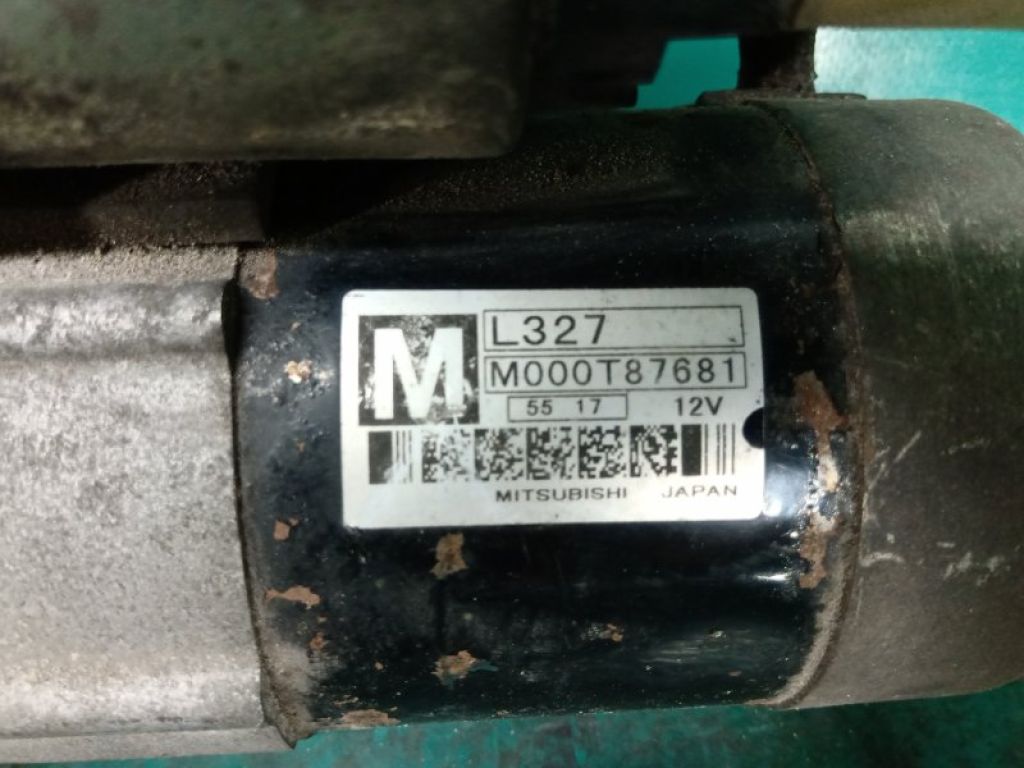 M
L327
M000T87681
55 17
12V
MITSUBISHI JAPAN